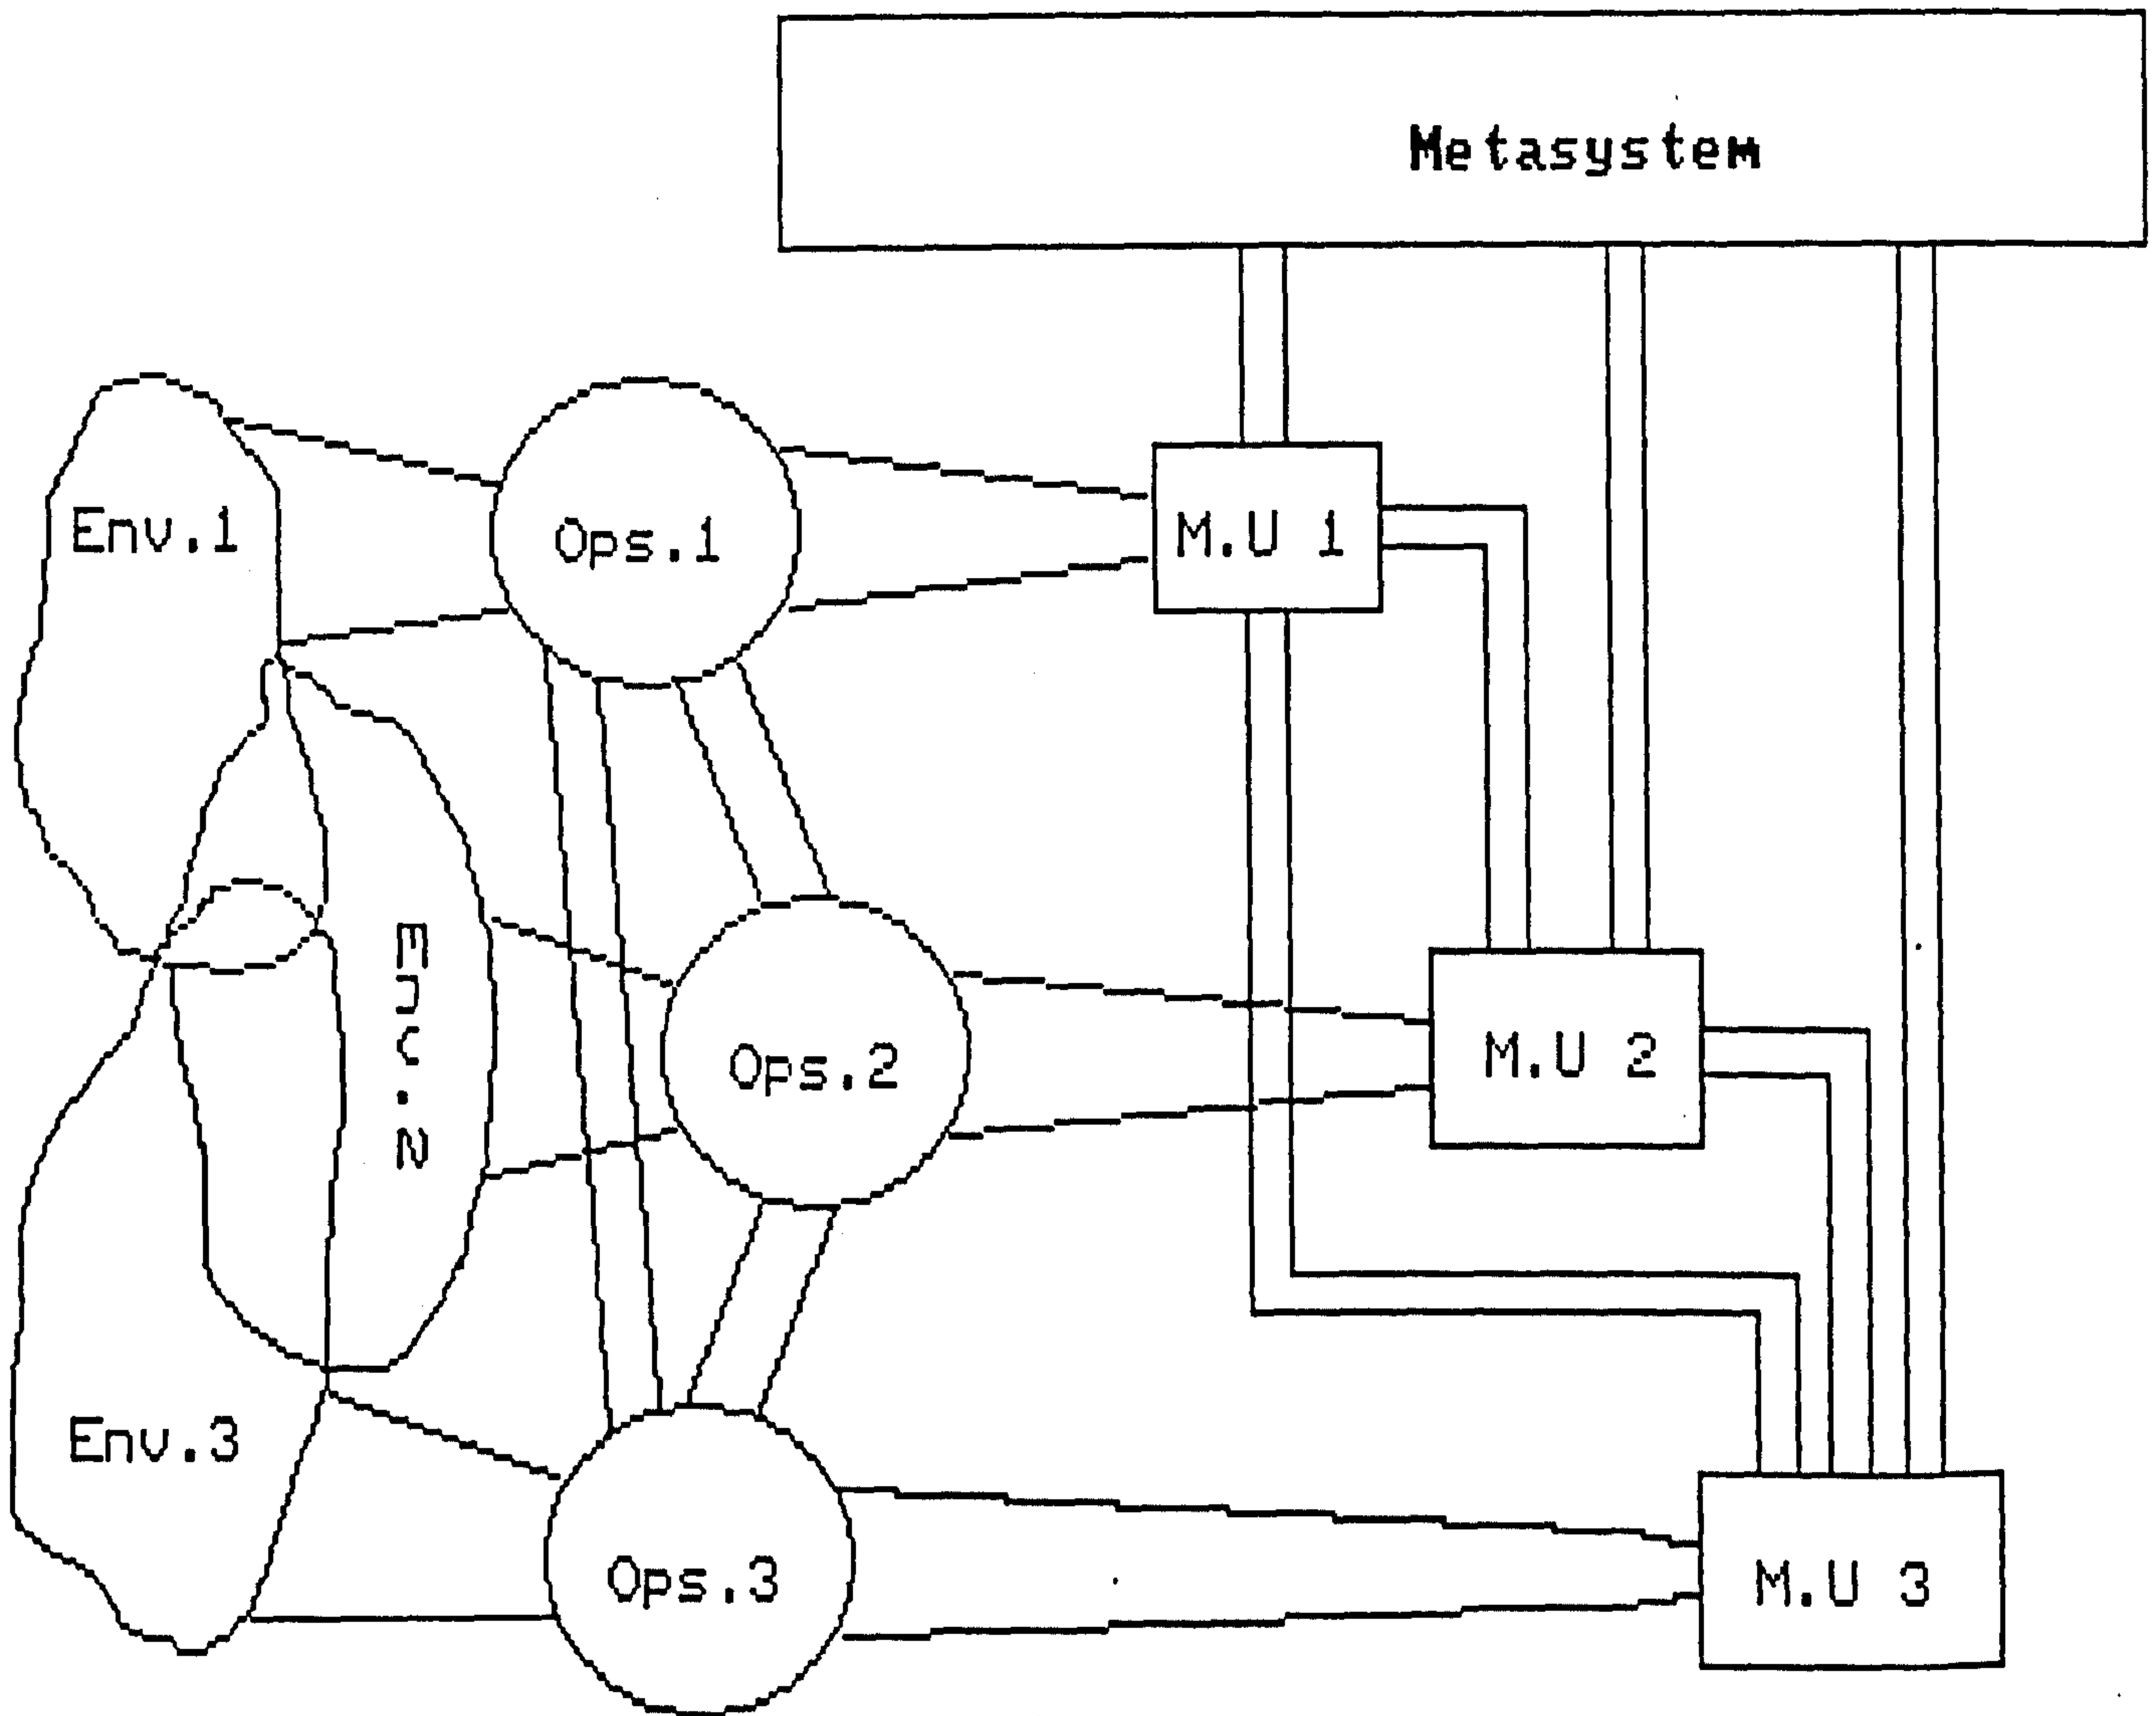 Metasystem
Env.1
Ops.1
M.U 1
Env.2
Ops.2
M.U 2
Env.3
Ops.3
M.U 3